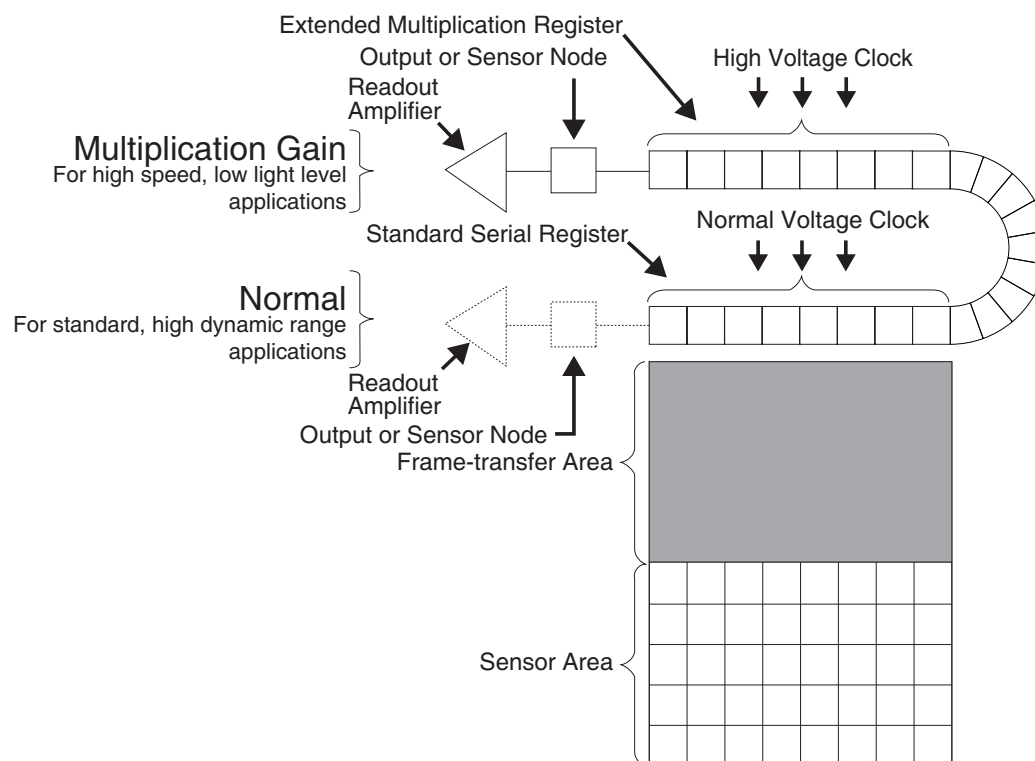 Extended Multiplication Register
Output or Sensor Node
High Voltage Clock
Readout
Amplifier
Multiplication Gain
For high speed, low light level
applications
Standard Serial Register
Normal Voltage Clock
Normal
For standard, high dynamic range
applications
Readout
Amplifier
Output or Sensor Node
Frame-transfer Area
Sensor Area